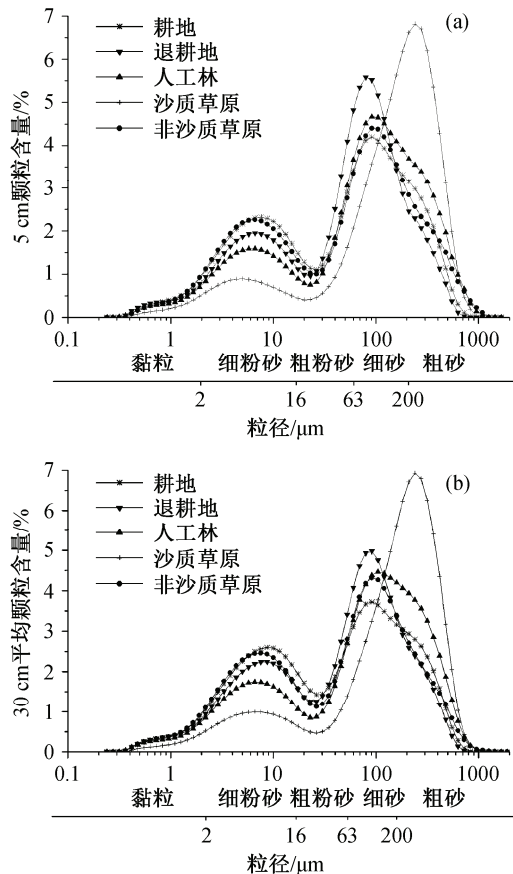 (a)
耕地
退耕地
人工林
沙质草原
非沙质草原
5 cm颗粒含量/%
7
6
5
4
3
2
1
0
0.1 1 10 100 1000
黏粒 细粉砂 粗粉砂 细砂 粗砂
2 16 63 200
粒径/μm
(b)
耕地
退耕地
人工林
沙质草原
非沙质草原
30 cm平均颗粒含量/%
7
6
5
4
3
2
1
0
0.1 1 10 100 1000
黏粒 细粉砂 粗粉砂 细砂 粗砂
2 16 63 200
粒径/μm